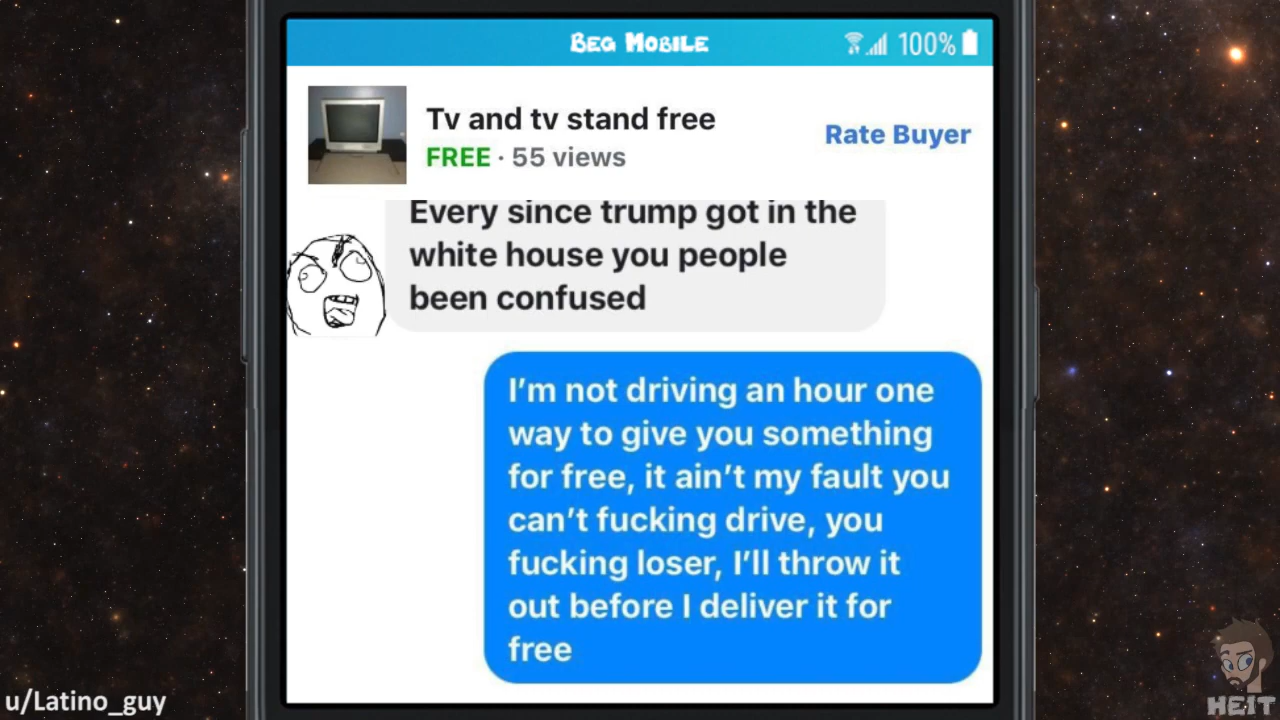 BEG MOBILE
100%
Tv and tv stand free
FREE · 55 views
Rate Buyer
Every since trump got in the
white house you people
been confused
I'm not driving an hour one
way to give you something
for free, it ain't my fault you
can't fucking drive, you
fucking loser, I'll throw it
out before I deliver it for
free
u/Latino_guy
HEIT